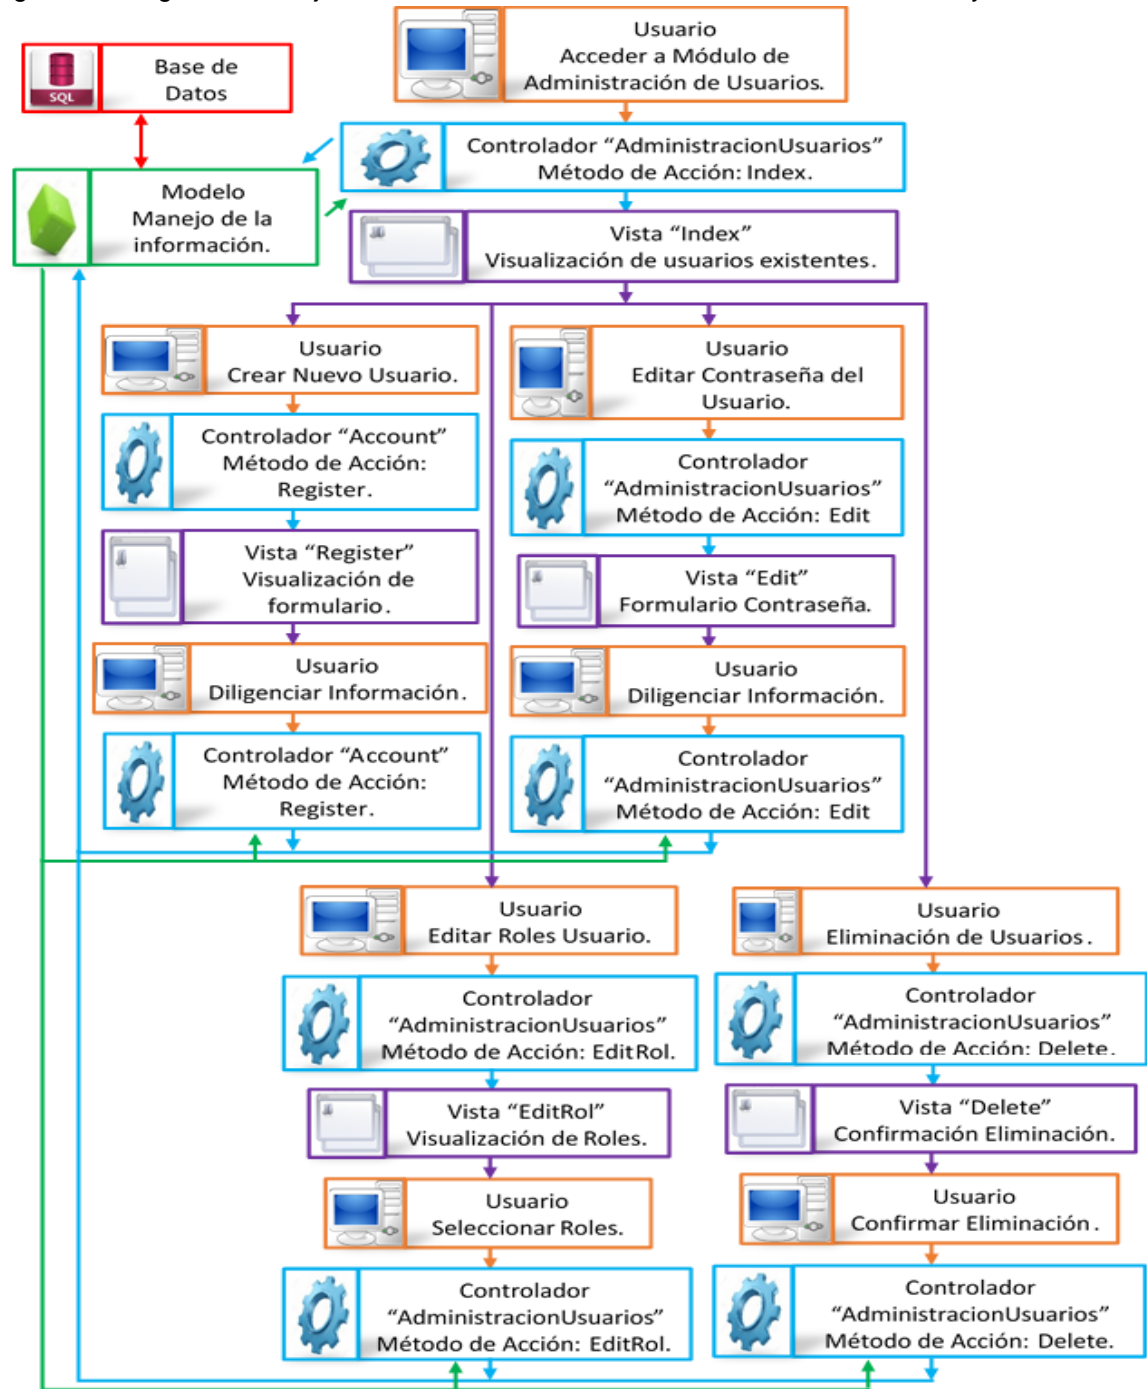 Usuario
Acceder a Módulo de
Administración de Usuarios.
Base de
Datos
SQL
Controlador “AdministracionUsuarios”
Método de Acción: Index.
Modelo
Manejo de la
información.
Vista “Index”
Visualización de usuarios existentes.
Usuario
Crear Nuevo Usuario.
Usuario
Editar Contraseña del
Usuario.
Controlador “Account”
Método de Acción:
Register.
Controlador
“AdministracionUsuarios”
Método de Acción: Edit
Vista “Register”
Visualización de
formulario.
Vista “Edit”
Formulario Contraseña.
Usuario
Diligenciar Información.
Usuario
Diligenciar Información.
Controlador “Account”
Método de Acción:
Register.
Controlador
“AdministracionUsuarios”
Método de Acción: Edit
Usuario
Editar Roles Usuario.
Usuario
Eliminación de Usuarios.
Controlador
“AdministracionUsuarios”
Método de Acción: EditRol.
Controlador
“AdministracionUsuarios”
Método de Acción: Delete.
Vista “EditRol”
Visualización de Roles.
Vista “Delete”
Confirmación Eliminación.
Usuario
Seleccionar Roles.
Usuario
Confirmar Eliminación.
Controlador
“AdministracionUsuarios”
Método de Acción: EditRol.
Controlador
“AdministracionUsuarios”
Método de Acción: Delete.